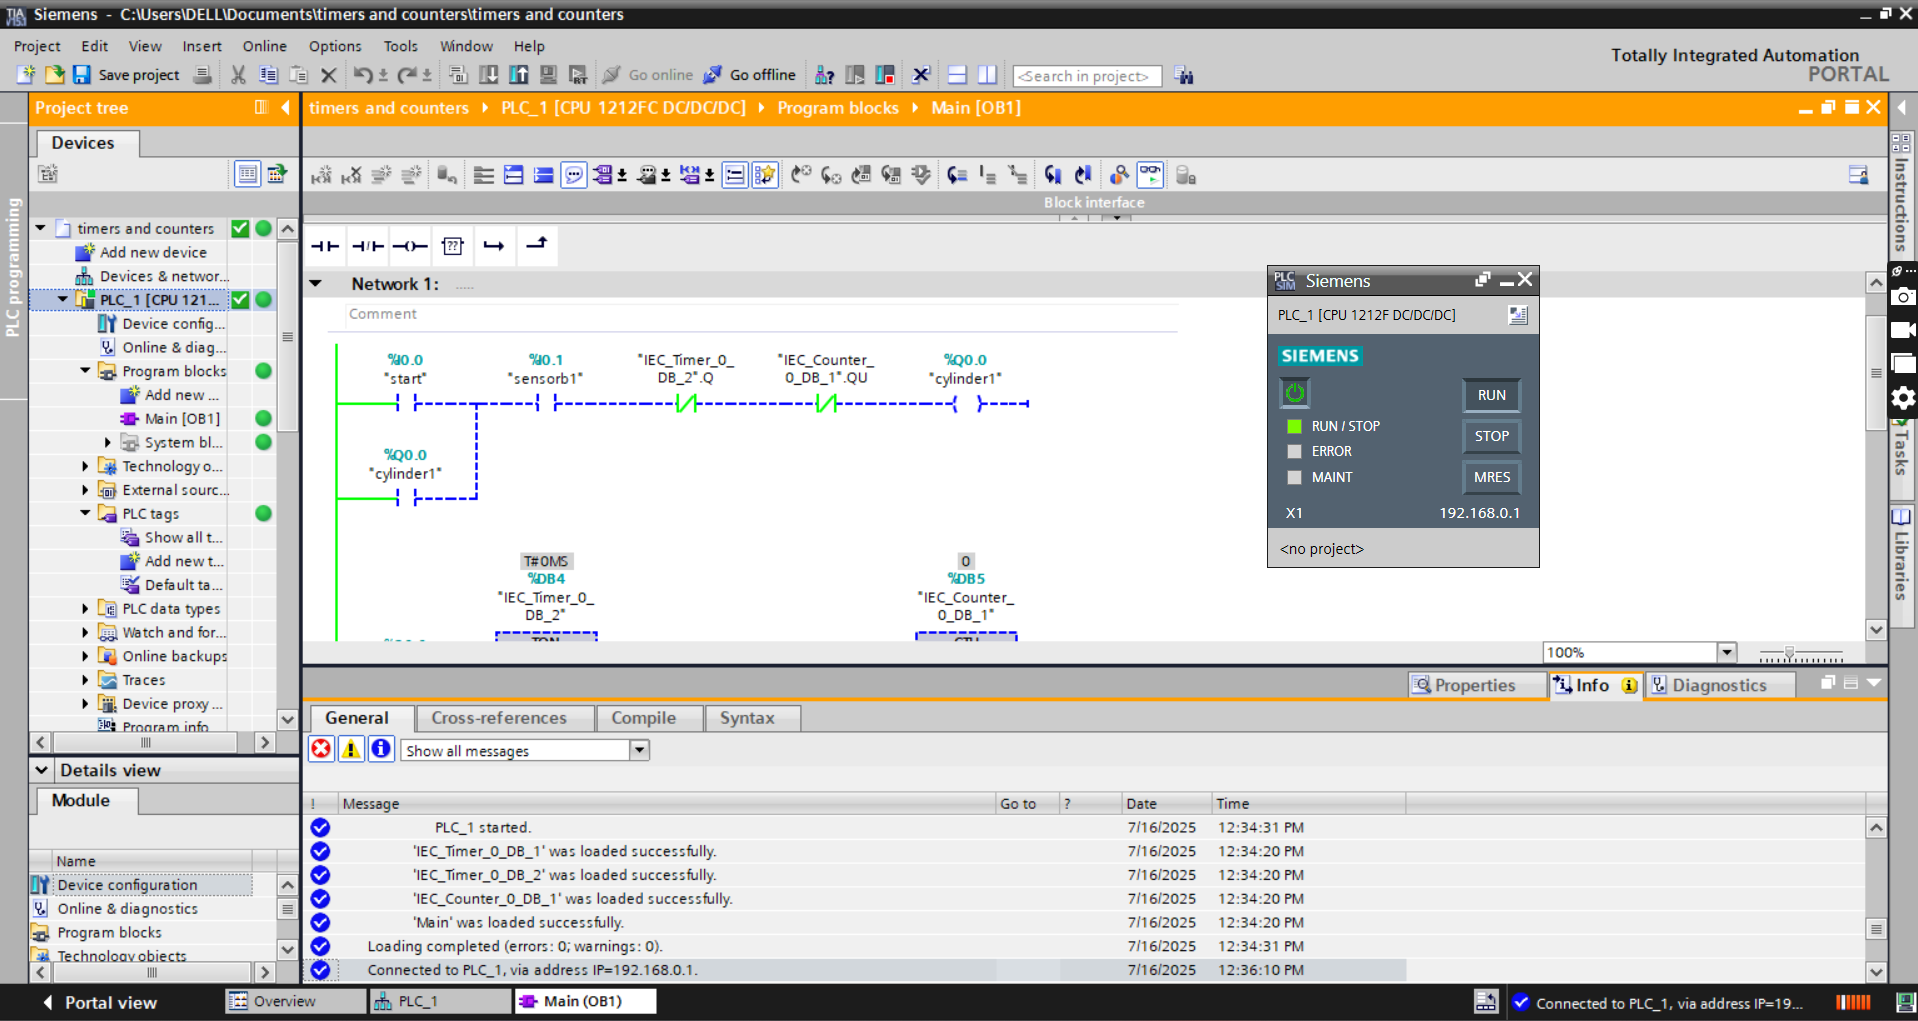 Siemens - C:\Users\DELL\Documents\timers and counters\timers and counters
Project Edit View Insert Online Options Tools Window Help
Totally Integrated Automation
PORTAL
Save project
Go online
Go offline
<Search in project>
Project tree
timers and counters
PLC_1 [CPU 1212FC DC/DC/DC]
Program blocks
Main [OB1]
Devices
PLC programming
Block interface
timers and counters
Add new device
Devices & networ...
PLC_1 [CPU 121...
Device config...
Online & diag...
Program blocks
Add new ...
Main [OB1]
System bl...
Technology o...
External sourc...
PLC tags
Show all t...
Add new t...
Default ta...
PLC data types
Watch and for...
Online backups
Traces
Device proxy ...
Program info
Network 1: .....
Comment
%I0.0
"start"
%I0.1
"sensorb1"
"IEC_Timer_0_
DB_2".Q
"IEC_Counter_
0_DB_1".QU
%Q0.0
"cylinder1"
%Q0.0
"cylinder1"
T#0MS
%DB4
"IEC_Timer_0_
DB_2"
TON
0
%DB5
"IEC_Counter_
0_DB_1"
CTU
PLC
SIM
Siemens
PLC_1 [CPU 1212F DC/DC/DC]
SIEMENS
RUN
RUN / STOP
STOP
ERROR
MAINT
MRES
X1
192.168.0.1
<no project>
Instructions
Tasks
Libraries
100%
Properties
Info
Diagnostics
General
Cross-references
Compile
Syntax
Show all messages
! Message Go to ? Date Time
PLC_1 started. 7/16/2025 12:34:31 PM
'IEC_Timer_0_DB_1' was loaded successfully. 7/16/2025 12:34:20 PM
'IEC_Timer_0_DB_2' was loaded successfully. 7/16/2025 12:34:20 PM
'IEC_Counter_0_DB_1' was loaded successfully. 7/16/2025 12:34:20 PM
'Main' was loaded successfully. 7/16/2025 12:34:20 PM
Loading completed (errors: 0; warnings: 0). 7/16/2025 12:34:31 PM
Connected to PLC_1, via address IP=192.168.0.1. 7/16/2025 12:36:10 PM
Details view
Module
Name
Device configuration
Online & diagnostics
Program blocks
Technology objects
Portal view
Overview
PLC_1
Main (OB1)
Connected to PLC_1, via address IP=19...